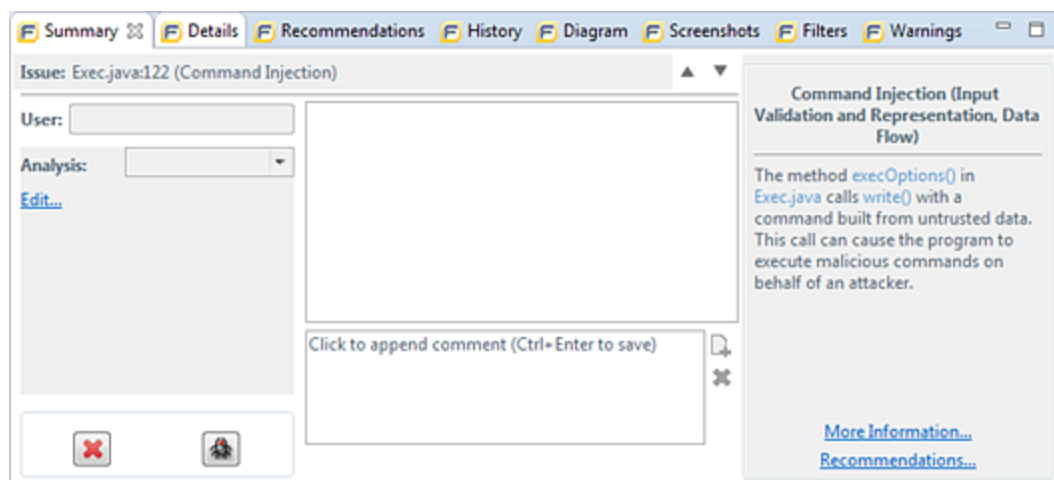 Summary Details Recommendations History Diagram Screenshots Filters Warnings
Issue: Exec.java:122 (Command Injection)
User:
Analysis:
Edit...
Click to append comment (Ctrl+Enter to save)
Command Injection (Input
Validation and Representation, Data
Flow)
The method execOptions() in
Exec.java calls write() with a
command built from untrusted data.
This call can cause the program to
execute malicious commands on
behalf of an attacker.
More Information...
Recommendations...